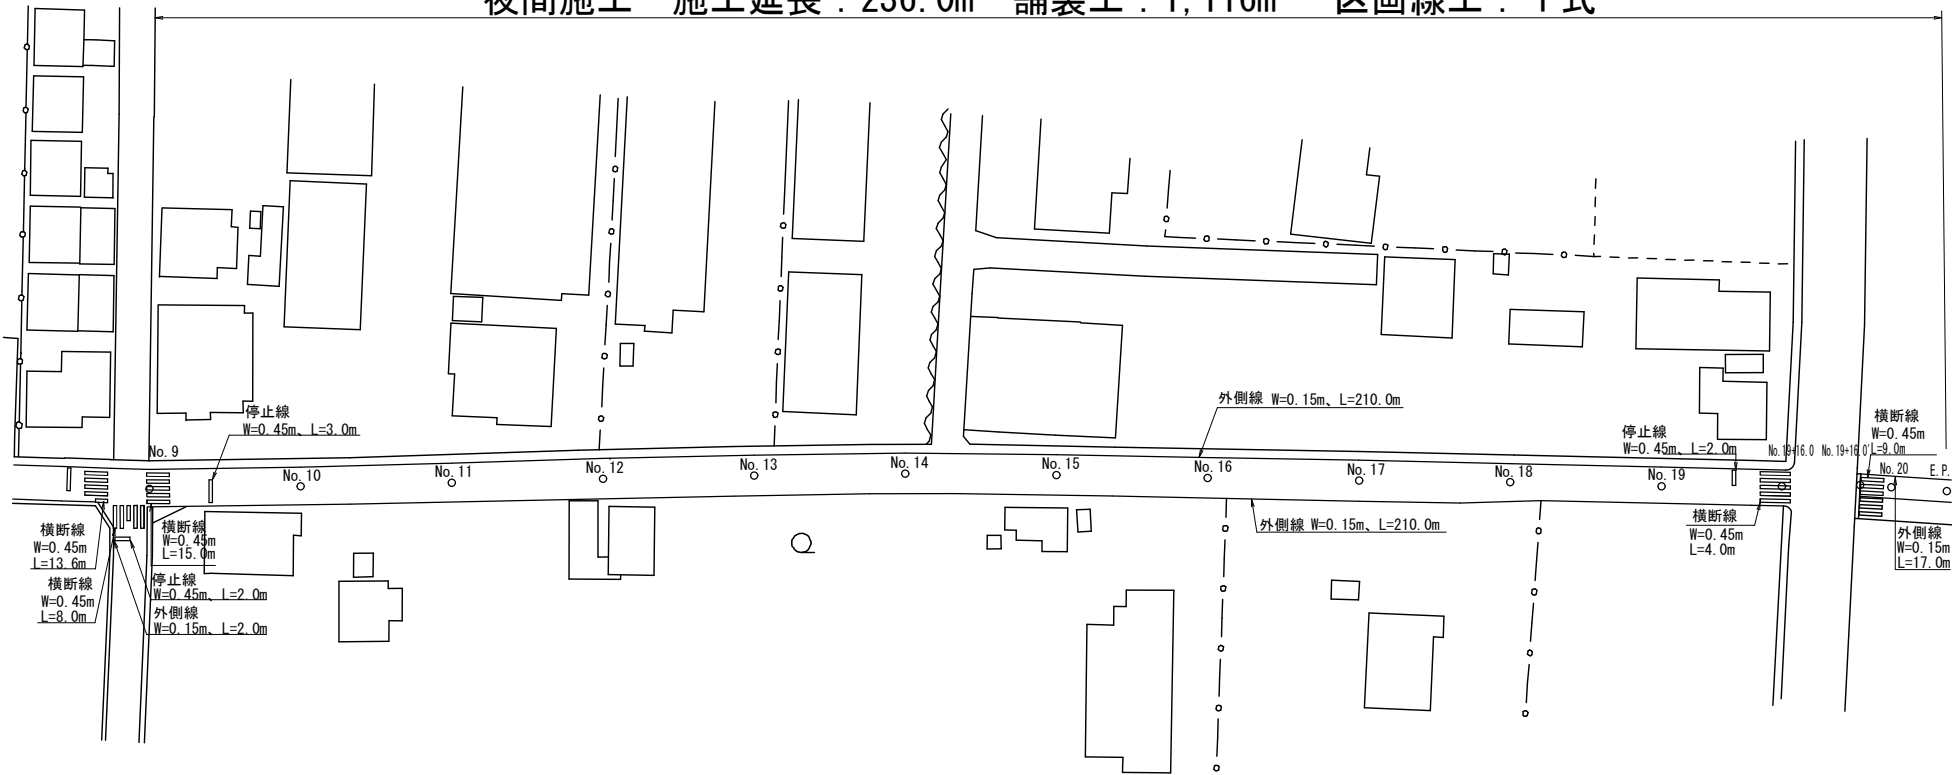 夜間施工　施工延長：236.0m　舗装工：1,116m　区画線工：1式
停止線
W=0.45m、L=3.0m
外側線 W=0.15m、L=210.0m
停止線
W=0.45m、L=2.0m
横断線
W=0.45m
L=9.0m
No.9
No.10
No.11
No.12
No.13
No.14
No.15
No.16
No.17
No.18
No.19
No.19+16.0
No.19+16.0
No.20
E.P.
横断線
W=0.45m
L=13.6m
横断線
W=0.45m
L=15.0m
横断線
W=0.45m
L=8.0m
停止線
W=0.45m、L=2.0m
外側線
W=0.15m、L=2.0m
外側線 W=0.15m、L=210.0m
横断線
W=0.45m
L=4.0m
外側線
W=0.15m
L=17.0m